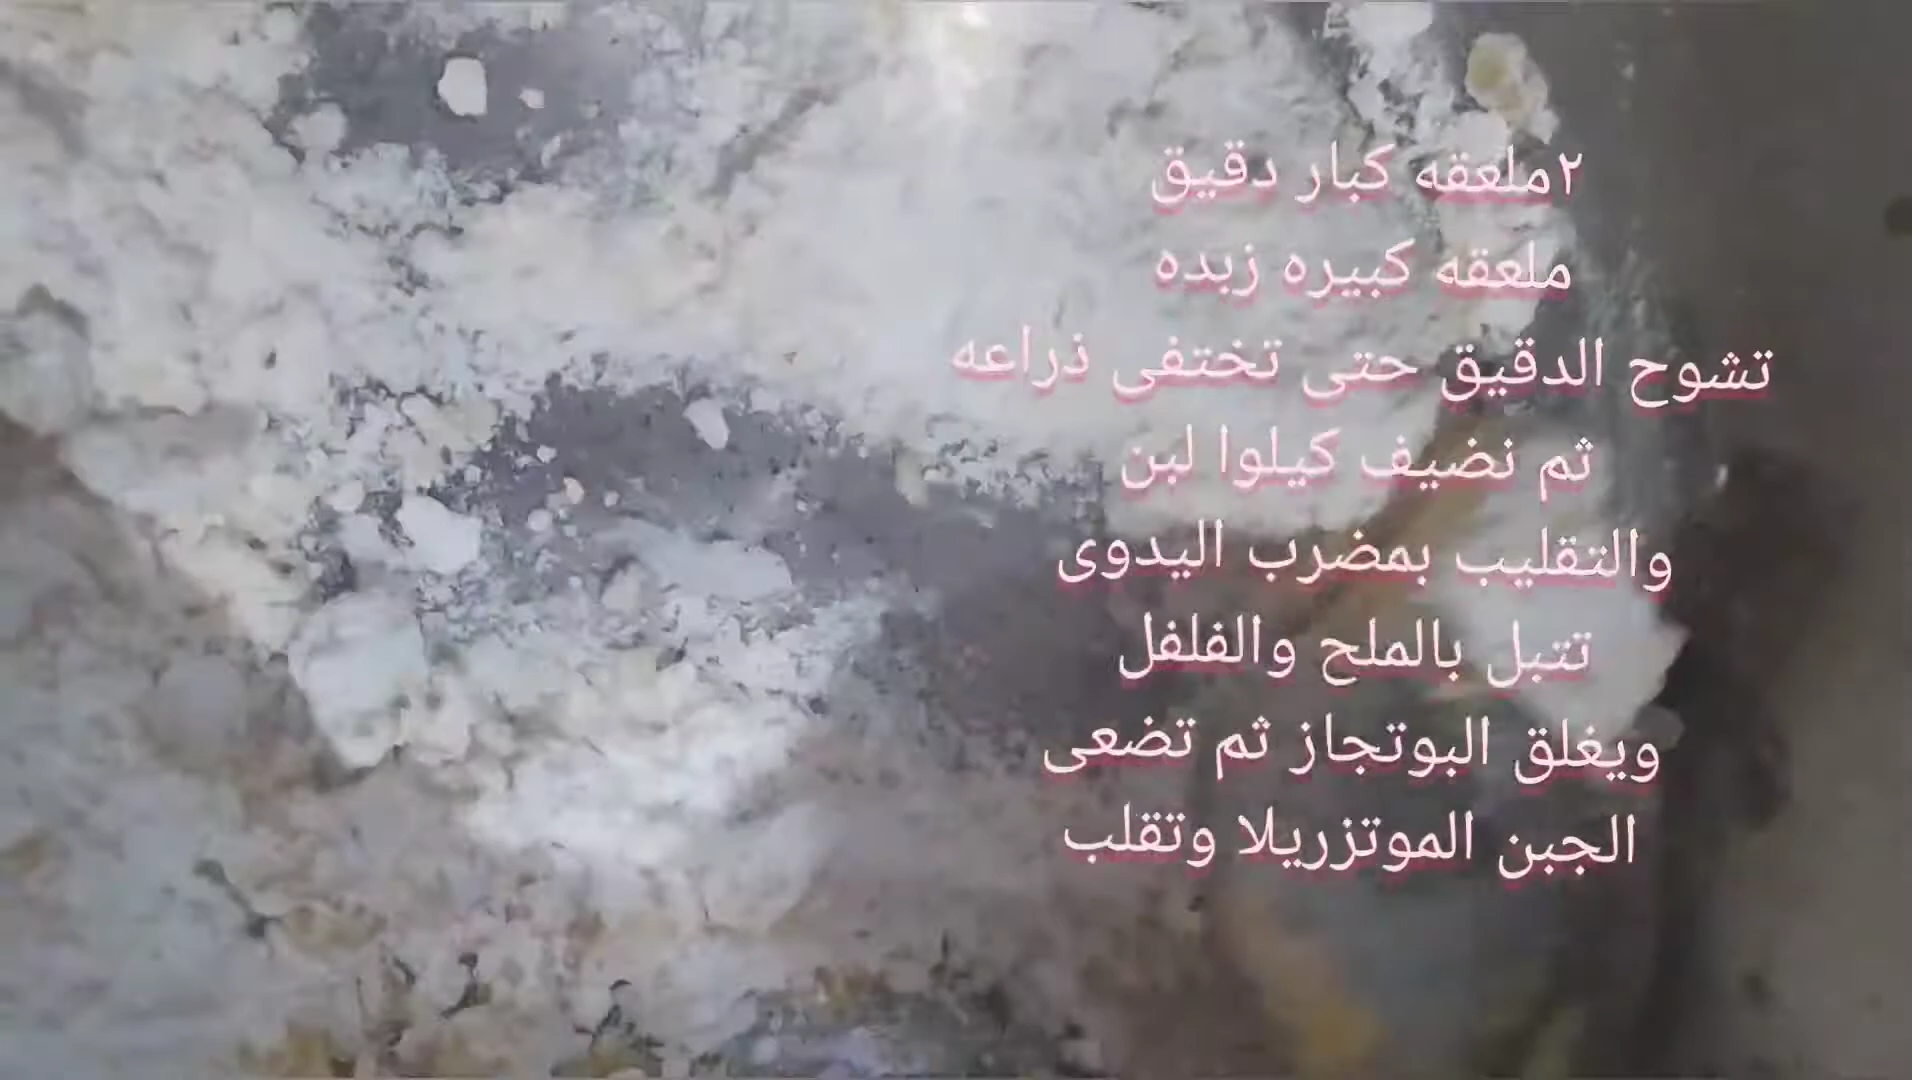 ٢ملعقه كبار دقيق
ملعقه كبيره زبده
تشوح الدقيق حتى تختفى ذراعه
ثم نضيف كيلوا لبن
والتقليب بمضرب اليدوى
تتبل بالملح والفلفل
ويغلق البوتجاز ثم تضعى
الجبن الموتزريلا وتقلب